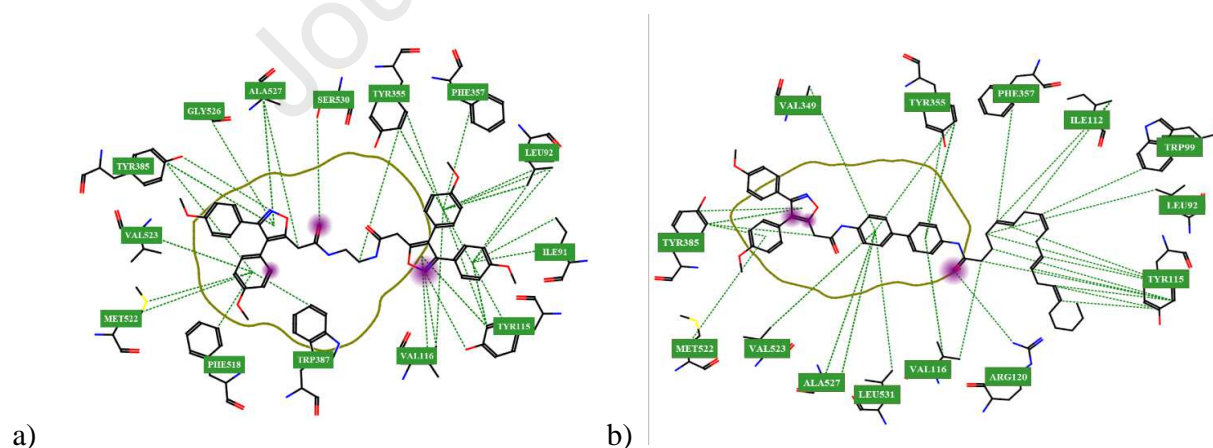 Jou
ALA527
SER530
TYR355
PHE357
GLY526
LEU92
TYR385
VAL523
ILE91
MET522
TYR115
PHE518
TRP387
VAL116
a)
VAL349
TYR355
PHE357
ILE112
TRP99
LEU92
TYR385
TYR115
MET522
VAL523
ALA527
LEU531
VAL116
ARG120
b)